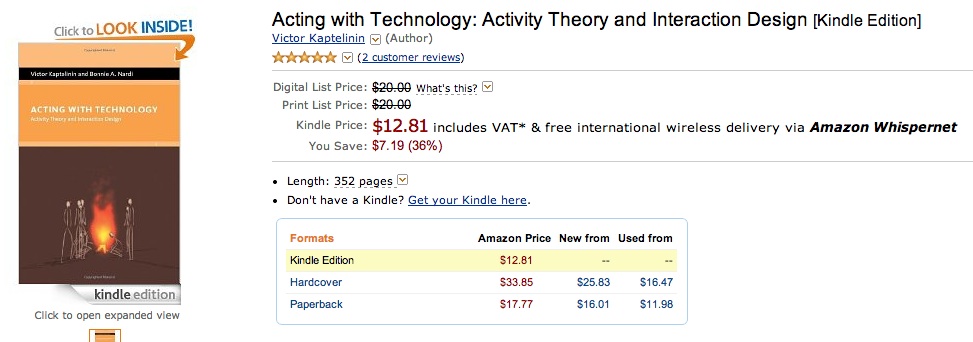 Click to LOOK INSIDE!
Victor Kaptelinin and Bonnie A. Nardi
ACTING WITH TECHNOLOGY
Activity Theory and Interaction Design
kindle edition
Click to open expanded view
Acting with Technology: Activity Theory and Interaction Design [Kindle Edition]
Victor Kaptelinin (Author)
(2 customer reviews)
Digital List Price: $20.00 What's this?
Print List Price: $20.00
Kindle Price: $12.81 includes VAT* & free international wireless delivery via Amazon Whispernet
You Save: $7.19 (36%)
• Length: 352 pages
• Don't have a Kindle? Get your Kindle here.
Formats Amazon Price New from Used from
Kindle Edition $12.81 -- --
Hardcover $33.85 $25.83 $16.47
Paperback $17.77 $16.01 $11.98